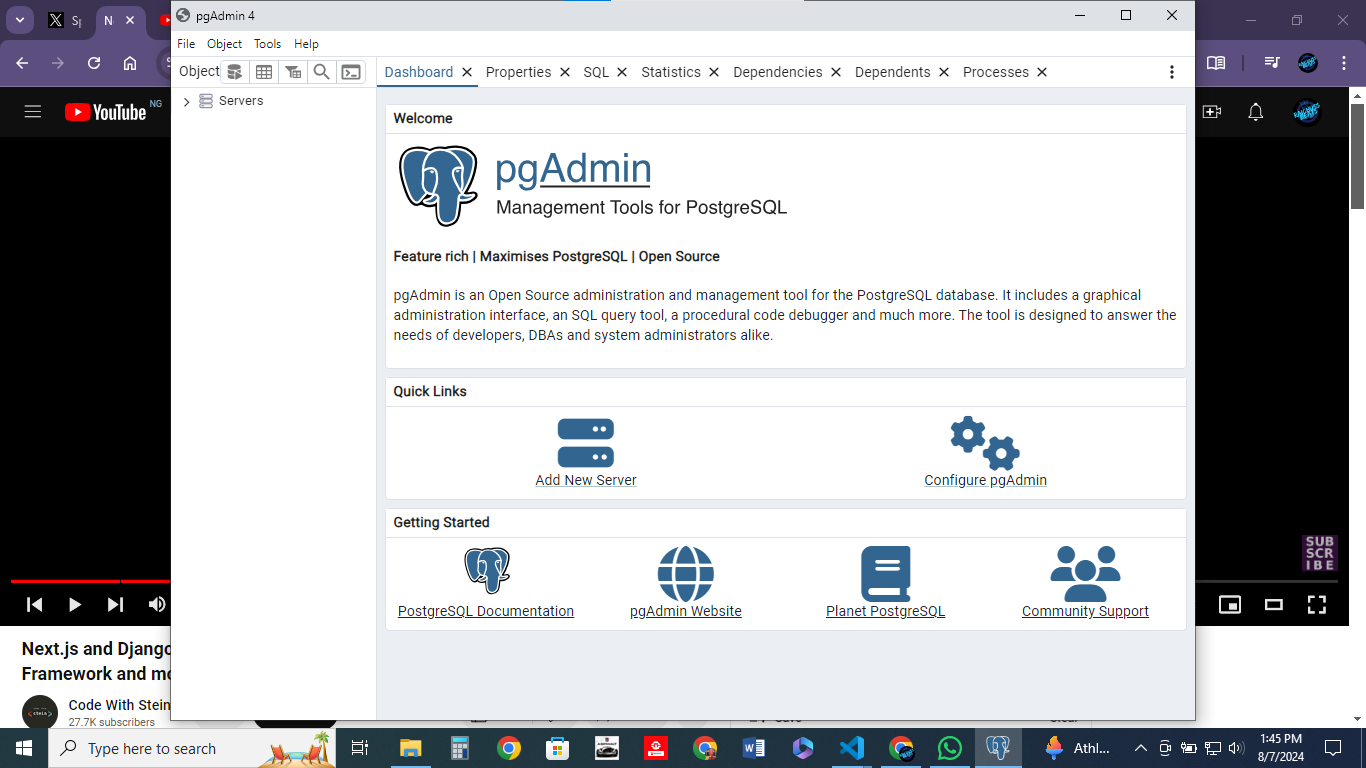 pgAdmin 4
File Object Tools Help
Object
Dashboard Properties SQL Statistics Dependencies Dependents Processes
Servers
YouTube NG
Welcome
pgAdmin
Management Tools for PostgreSQL
Feature rich | Maximises PostgreSQL | Open Source
pgAdmin is an Open Source administration and management tool for the PostgreSQL database. It includes a graphical
administration interface, an SQL query tool, a procedural code debugger and much more. The tool is designed to answer the
needs of developers, DBAs and system administrators alike.
Quick Links
Add New Server
Configure pgAdmin
Getting Started
PostgreSQL Documentation
pgAdmin Website
Planet PostgreSQL
Community Support
SUB
SCR
IBE
Next.js and Django
Framework and
Code With Stein
27.7K subscribers
Type here to search
Athl...
1:45 PM
8/7/2024